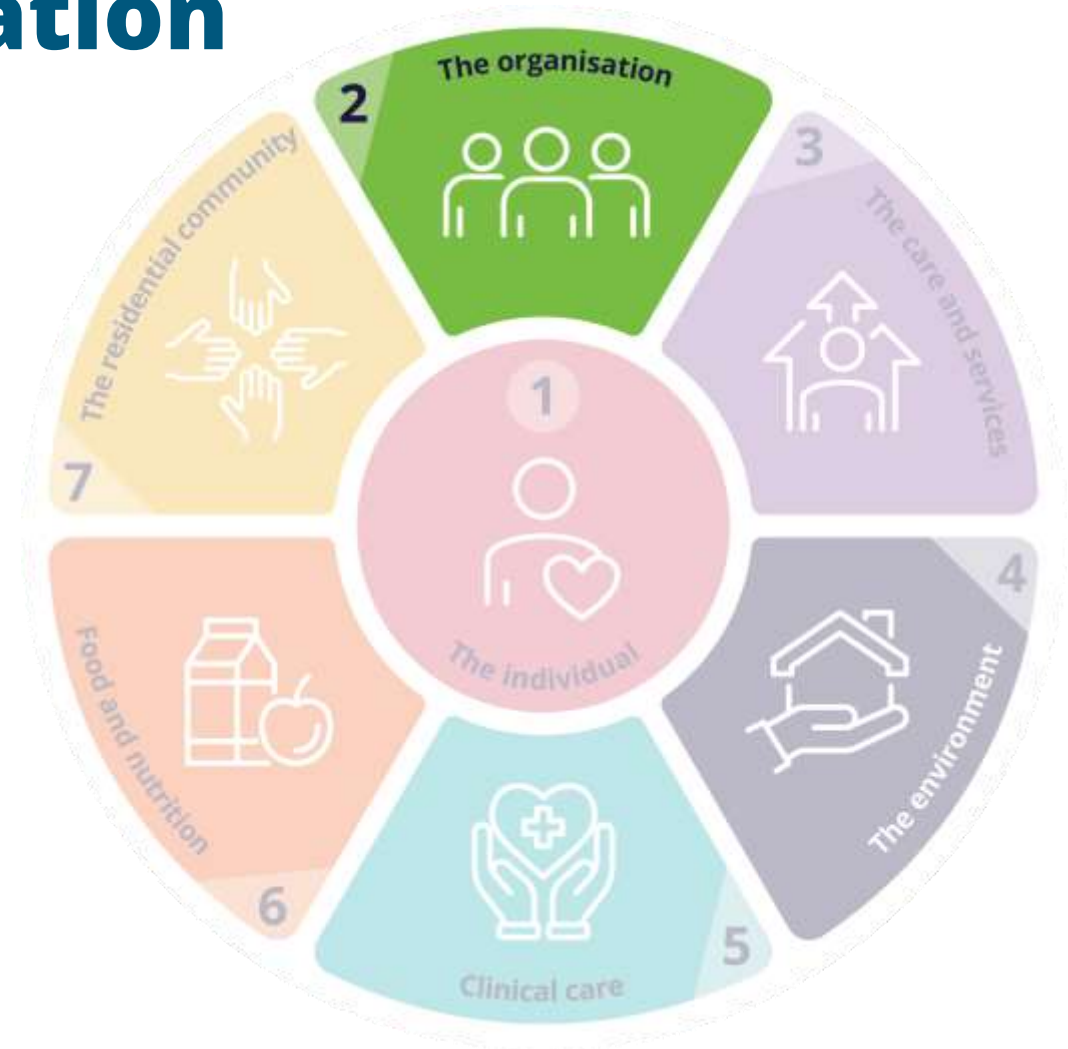 ation
2
The organisation
3
The care and services
4
The environment
5
Clinical care
6
Food and nutrition
7
The residential community
1
The individual